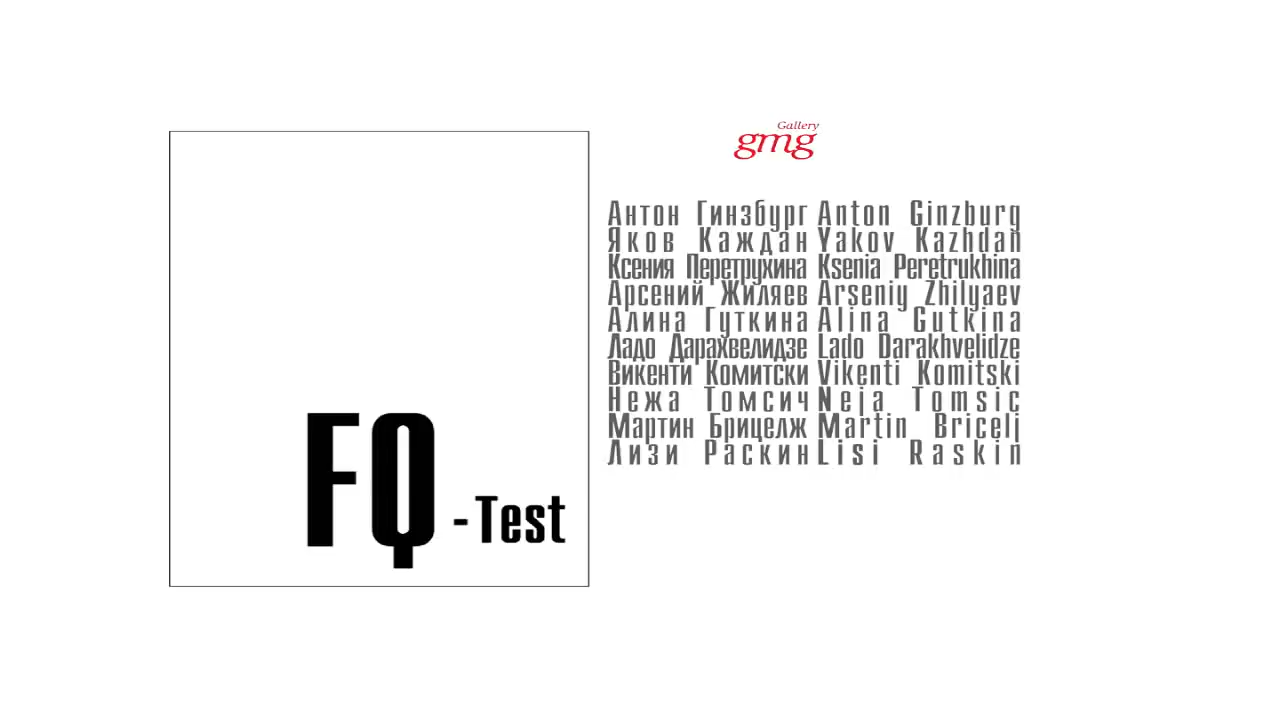 Gallery
gmg
Антон Гинзбург Anton Ginzburg
Яков Каждан Yakov Kazhdan
Ксения Перетрухина Ksenia Peretrukhina
Арсений Жиляев Arseniy Zhilyaev
Алина Гуткина Alina Gutkina
Ладо Дарахвелидзе Lado Darakhvelidze
Викенти Комитски Vikenti Komitski
Нежа Томсич Neja Tomsic
Мартин Брицелж Martin Bricelj
Лизи Раскин Lisi Raskin
FQ -Test